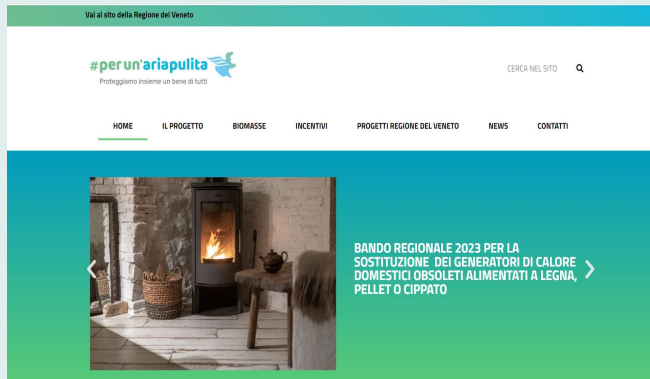 Vai al sito della Regione del Veneto
#perun'ariapulita
Proteggiamo insieme un bene di tutti
CERCA NEL SITO
HOME IL PROGETTO BIOMASSE INCENTIVI PROGETTI REGIONE DEL VENETO NEWS CONTATTI
BANDO REGIONALE 2023 PER LA
SOSTITUZIONE DEI GENERATORI DI CALORE
DOMESTICI OBSOLETI ALIMENTATI A LEGNA,
PELLET O CIPPATO